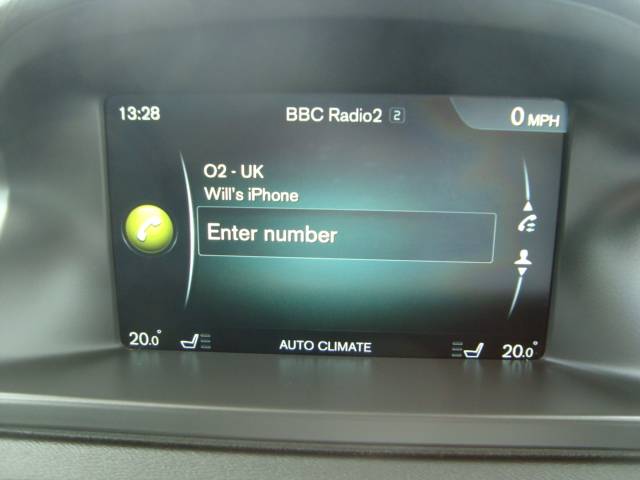 13:28 BBC Radio2 2 0 MPH
O2 - UK
Will's iPhone
Enter number
20.0° AUTO CLIMATE 20.0°